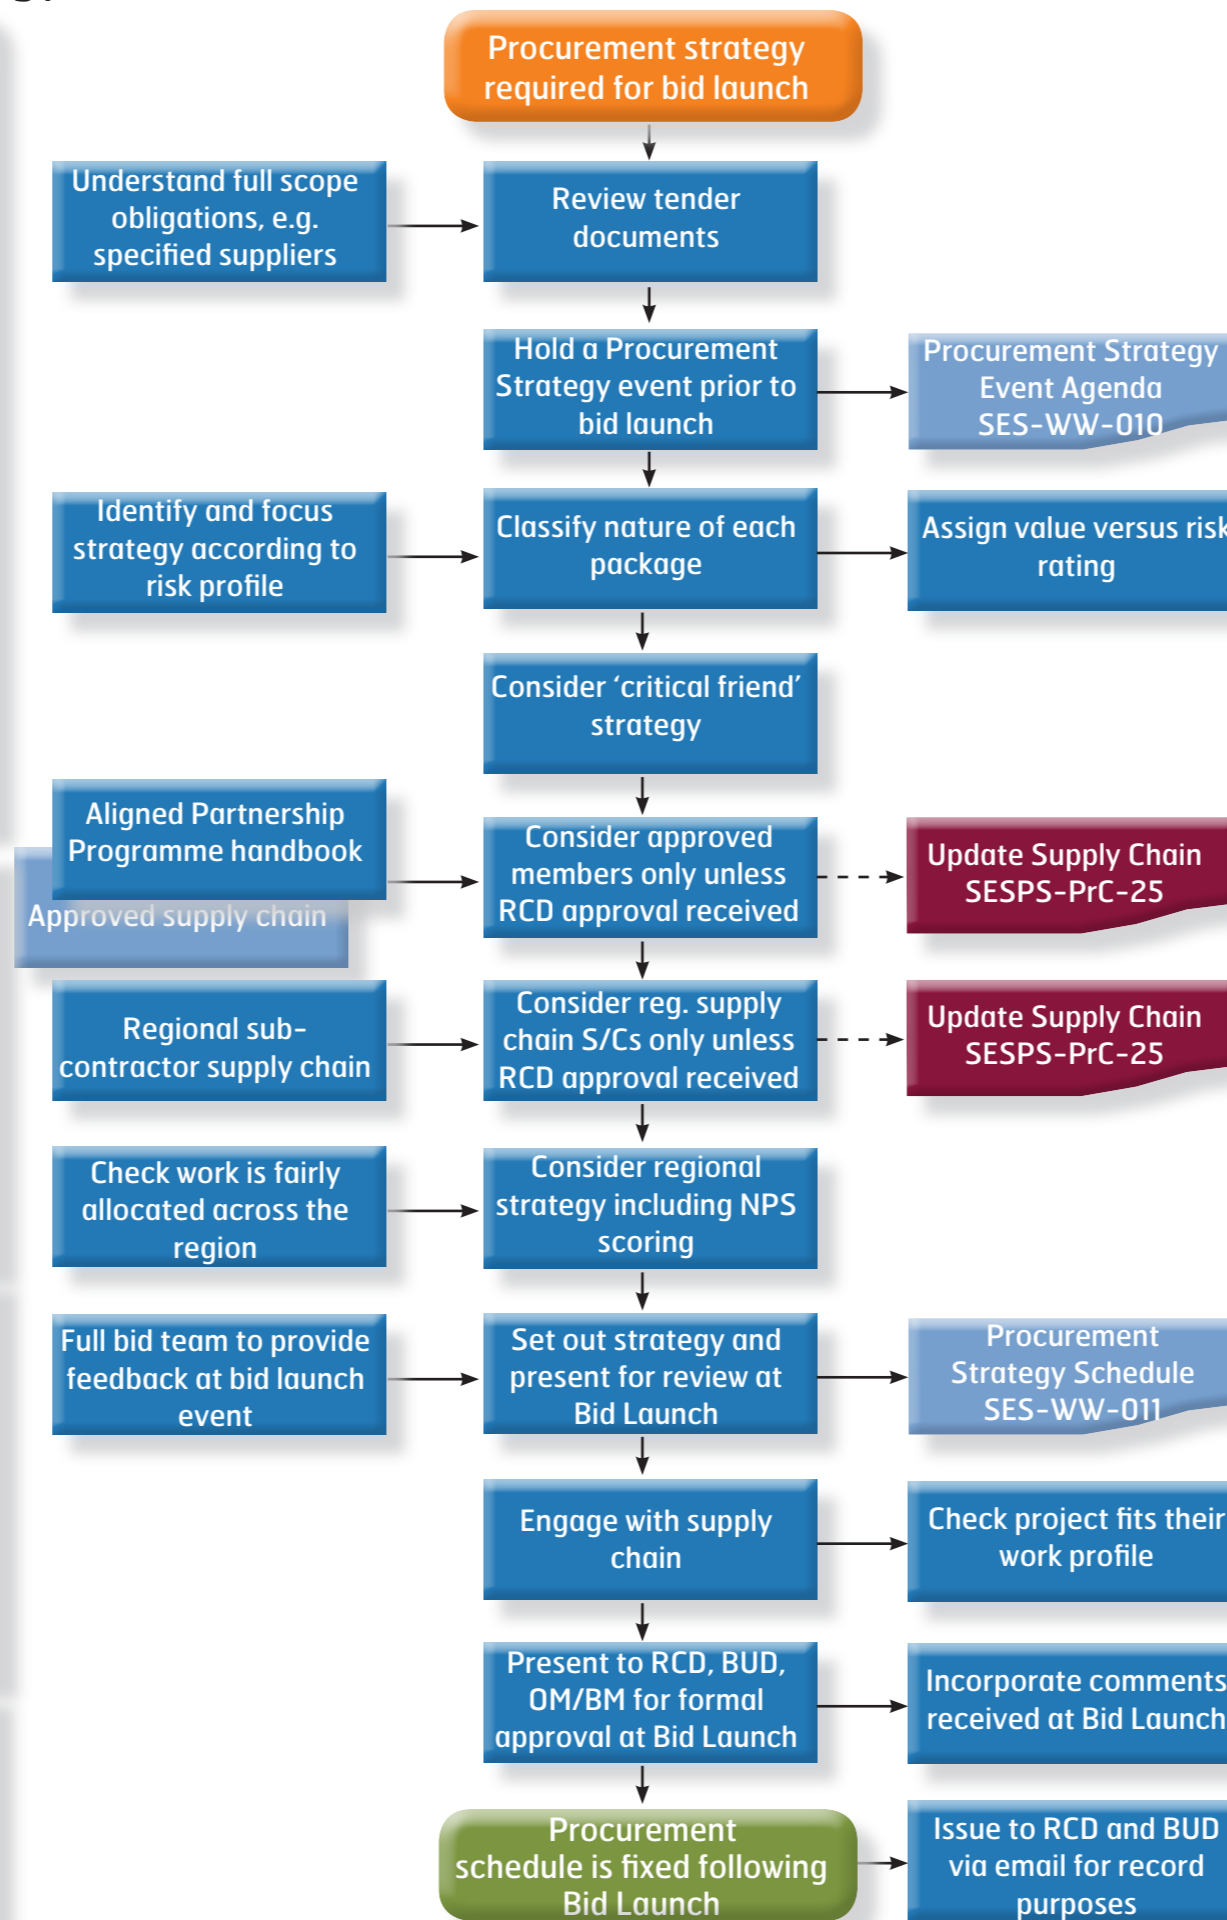 Procurement strategy
required for bid launch
Understand full scope
obligations, e.g.
specified suppliers
Review tender
documents
Hold a Procurement
Strategy event prior to
bid launch
Procurement Strategy
Event Agenda
SES-WW-010
Identify and focus
strategy according to
risk profile
Classify nature of each
package
Assign value versus risk
rating
Consider ‘critical friend’
strategy
Aligned Partnership
Programme handbook
Approved supply chain
Consider approved
members only unless
RCD approval received
Update Supply Chain
SESPS-PrC-25
Regional sub-
contractor supply chain
Consider reg. supply
chain S/Cs only unless
RCD approval received
Update Supply Chain
SESPS-PrC-25
Check work is fairly
allocated across the
region
Consider regional
strategy including NPS
scoring
Full bid team to provide
feedback at bid launch
event
Set out strategy and
present for review at
Bid Launch
Procurement
Strategy Schedule
SES-WW-011
Engage with supply
chain
Check project fits their
work profile
Present to RCD, BUD,
OM/BM for formal
approval at Bid Launch
Incorporate comments
received at Bid Launch
Procurement
schedule is fixed following
Bid Launch
Issue to RCD and BUD
via email for record
purposes